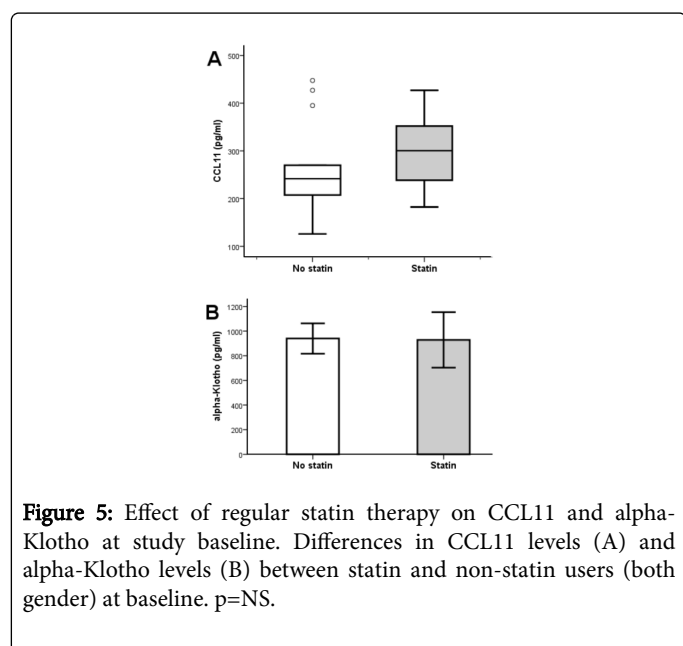 A
500
400
300
200
100
CCL11 (pg/ml)
No statin
Statin
B
1200
1000
800
600
400
200
0
alpha-Klotho (pg/ml)
No statin
Statin
Figure 5: Effect of regular statin therapy on CCL11 and alpha-
Klotho at study baseline. Differences in CCL11 levels (A) and
alpha-Klotho levels (B) between statin and non-statin users (both
gender) at baseline. p=NS.